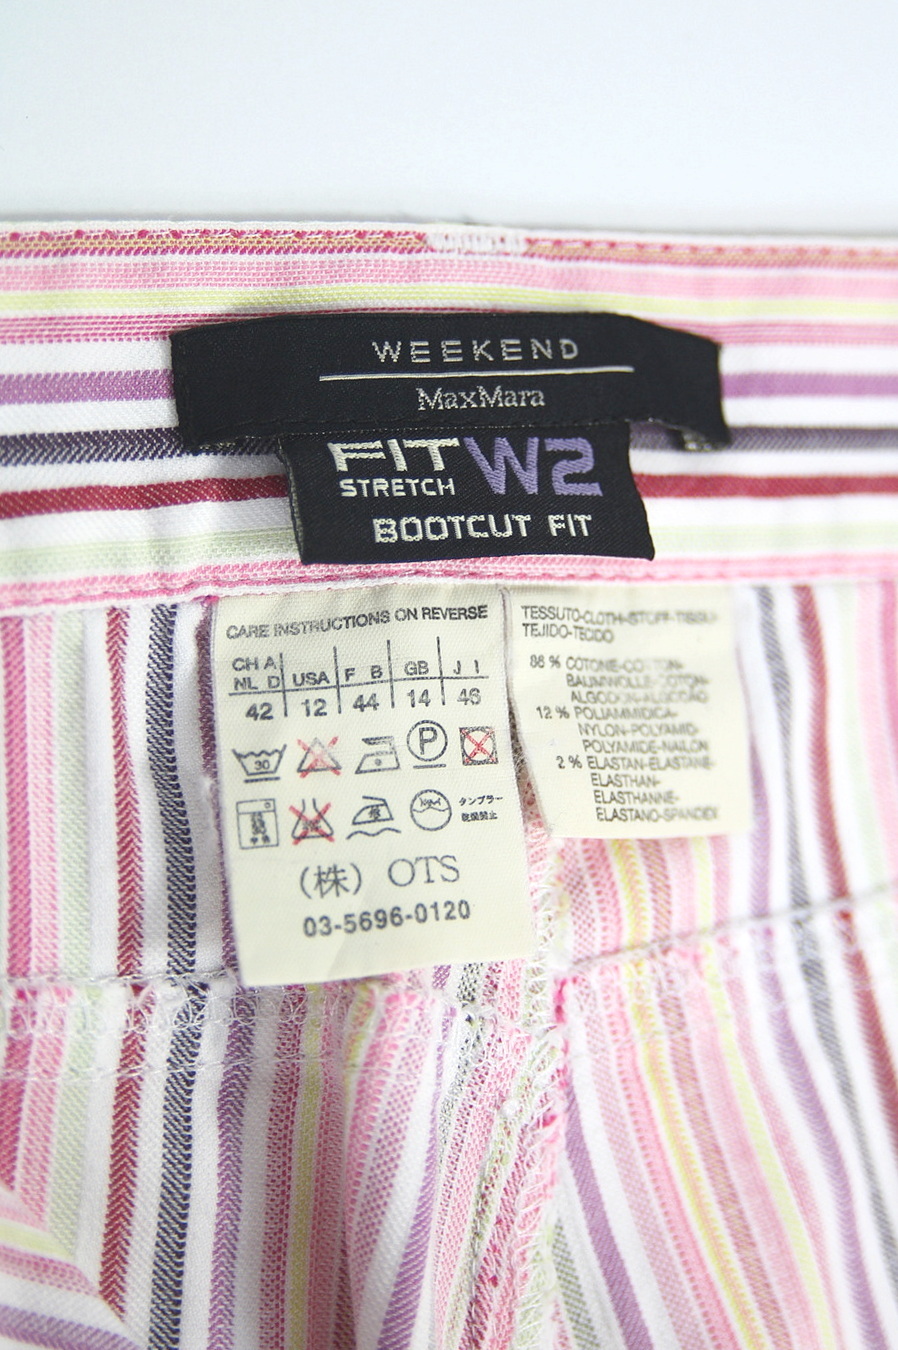 WEEKEND
MaxMara
FIT W2
STRETCH
BOOTCUT FIT
CARE INSTRUCTIONS ON REVERSE
CH A
NL D USA F B GB J I
42 12 44 14 46
30
P
タンブラー
乾燥禁止
(株) OTS
03-5696-0120
TESSUTO-CLOTH-STOFF-TISSU-
TEJIDO-TECIDO
86 % COTONE-COTTON-
BAUMWOLLE-COTON-
ALGODON-ALGODÃO
12 % POLIAMMIDICA-
NYLON-POLYAMID-
POLYAMIDE-NAILON
2 % ELASTAN-ELASTANE-
ELASTHAN-
ELASTHANNE-
ELASTANO-SPANDEX